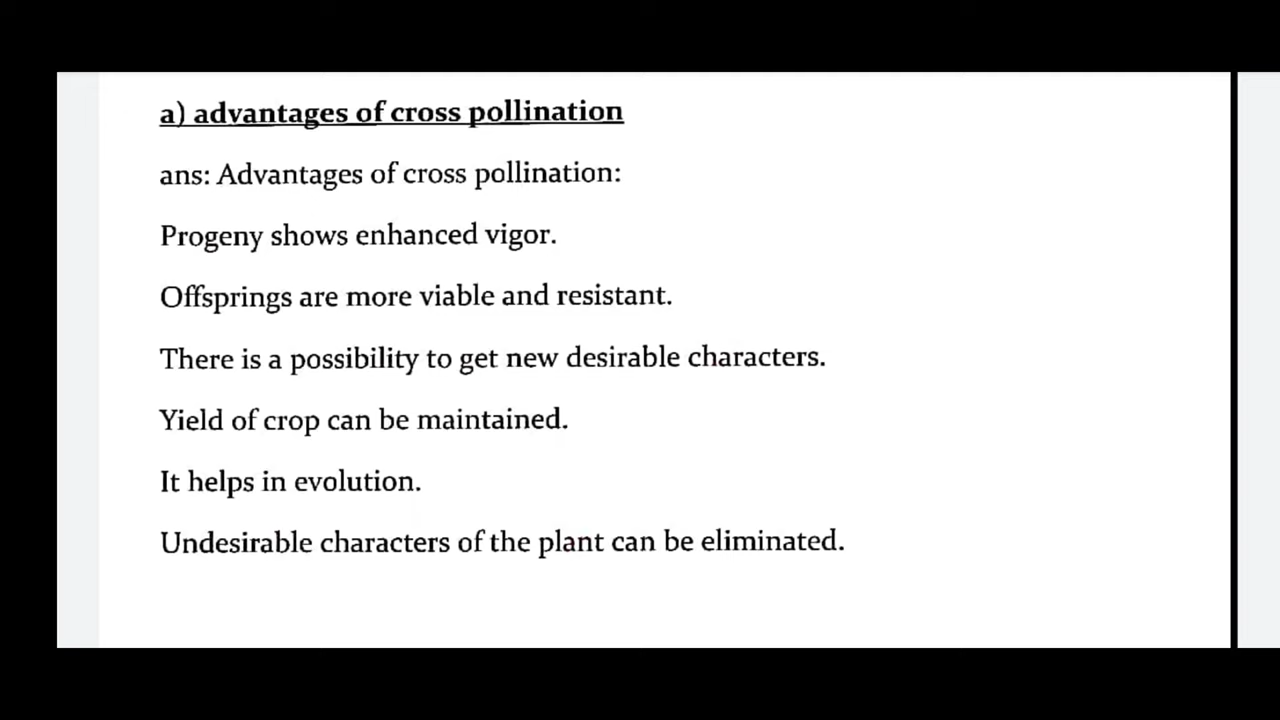 a) advantages of cross pollination
ans: Advantages of cross pollination:
Progeny shows enhanced vigor.
Offsprings are more viable and resistant.
There is a possibility to get new desirable characters.
Yield of crop can be maintained.
It helps in evolution.
Undesirable characters of the plant can be eliminated.